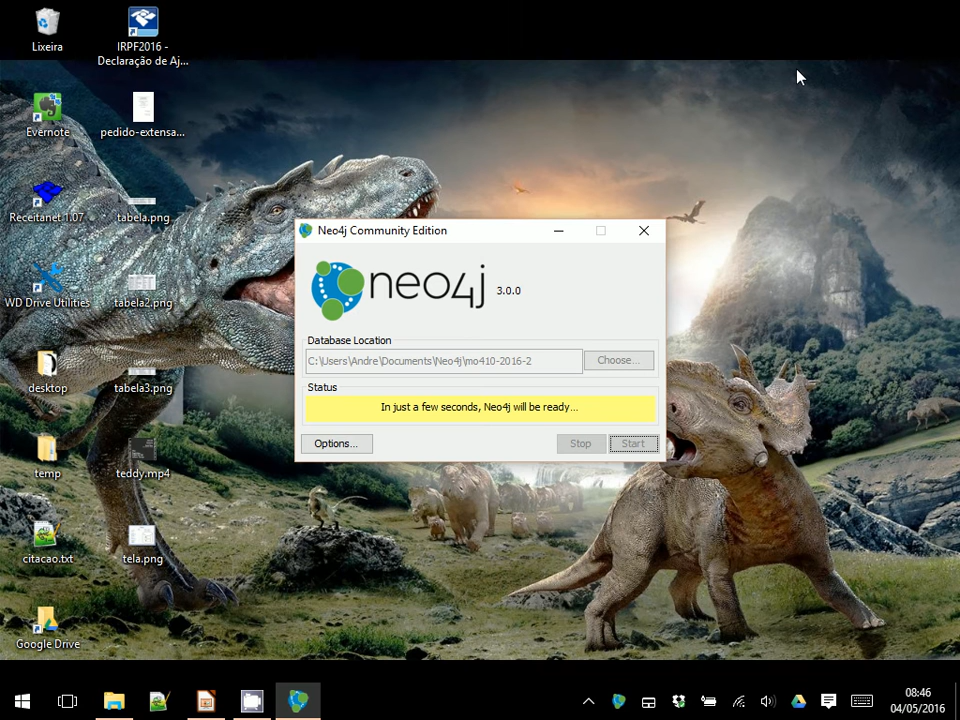 Lixeira
IRPF2016 -
Declaração de Aj...
Evernote
pedido-extensa...
Receitanet 1.07
tabela.png
WD Drive Utilities
tabela2.png
desktop
tabela3.png
temp
teddy.mp4
citacao.txt
tela.png
Google Drive
Neo4j Community Edition
neo4j 3.0.0
Database Location
C:\Users\Andre\Documents\Neo4j\mo410-2016-2
Choose...
Status
In just a few seconds, Neo4j will be ready...
Options...
Stop
Start
08:46
04/05/2016